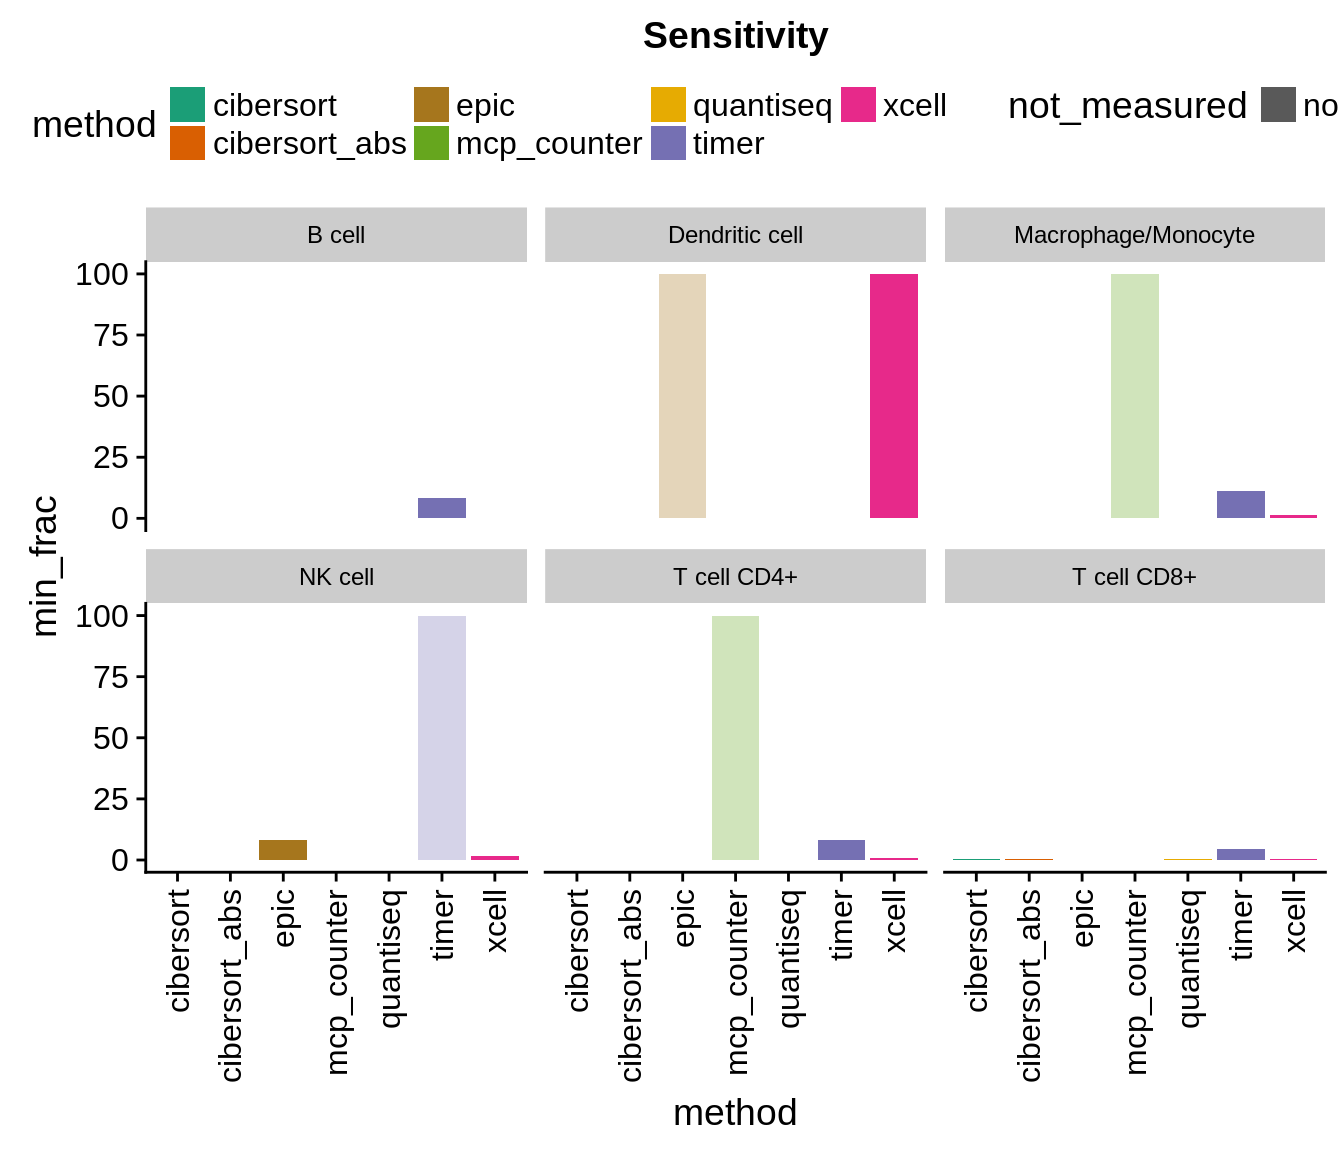 Sensitivity
method
cibersort
epic
quantiseq
xcell
cibersort_abs
mcp_counter
timer
not_measured
no
B cell
Dendritic cell
Macrophage/Monocyte
100
75
50
25
0
NK cell
T cell CD4+
T cell CD8+
100
75
50
25
0
min_frac
cibersort
cibersort_abs
epic
mcp_counter
quantiseq
timer
xcell
cibersort
cibersort_abs
epic
mcp_counter
quantiseq
timer
xcell
cibersort
cibersort_abs
epic
mcp_counter
quantiseq
timer
xcell
method